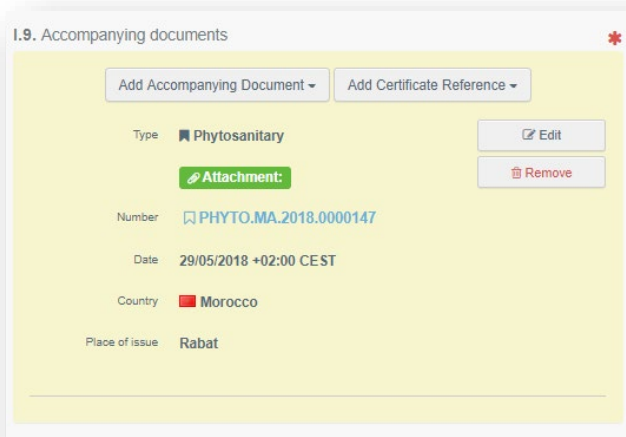 I.9. Accompanying documents *
Add Accompanying Document Add Certificate Reference
Type Phytosanitary Edit
Attachment: Remove
Number PHYTO.MA.2018.0000147
Date 29/05/2018 +02:00 CEST
Country Morocco
Place of issue Rabat